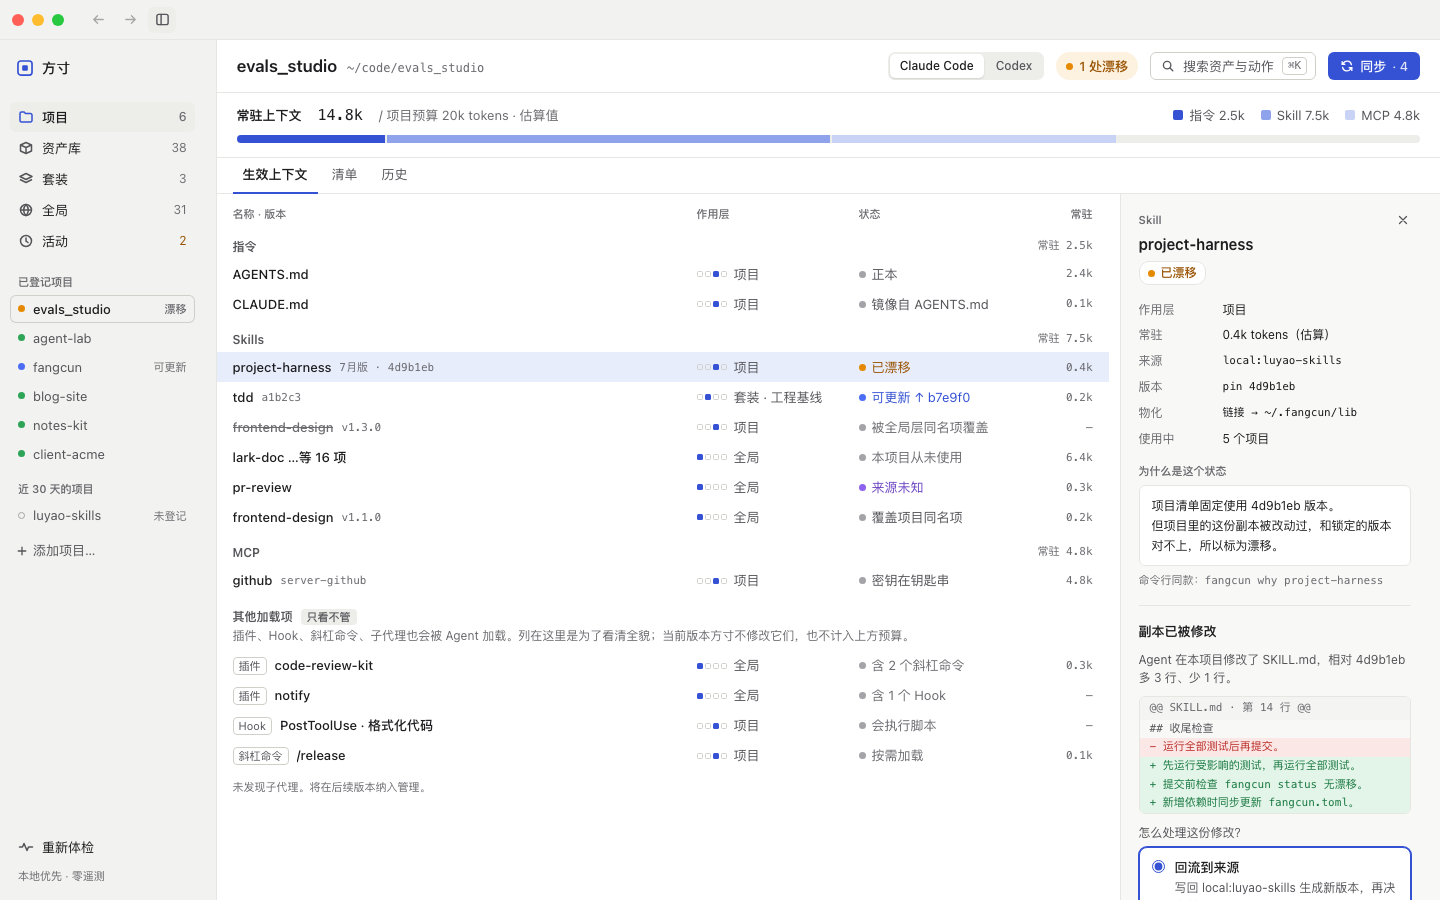 方寸
项目 6
资产库 38
套装 3
全局 31
活动 2
已登记项目
evals_studio 漂移
agent-lab
fangcun 可更新
blog-site
notes-kit
client-acme
近 30 天的项目
luyao-skills 未登记
+ 添加项目...
重新体检
本地优先 · 零遥测
evals_studio ~/code/evals_studio
Claude Code Codex
1 处漂移
搜索资产与动作 ⌘K
同步 · 4
常驻上下文 14.8k / 项目预算 20k tokens · 估算值
指令 2.5k Skill 7.5k MCP 4.8k
生效上下文 清单 历史
名称 · 版本 作用层 状态 常驻
指令 常驻 2.5k
AGENTS.md 项目 正本 2.4k
CLAUDE.md 项目 镜像自 AGENTS.md 0.1k
Skills 常驻 7.5k
project-harness 7月版 · 4d9b1eb 项目 已漂移 0.4k
tdd a1b2c3 套装 · 工程基线 可更新 ↑ b7e9f0 0.2k
frontend-design v1.3.0 项目 被全局层同名项覆盖 —
lark-doc ...等 16 项 全局 本项目从未使用 6.4k
pr-review 全局 来源未知 0.3k
frontend-design v1.1.0 全局 覆盖项目同名项 0.2k
MCP 常驻 4.8k
github server-github 项目 密钥在钥匙串 4.8k
其他加载项 只看不管
插件、Hook、斜杠命令、子代理也会被 Agent 加载。列在这里是为了看清全貌；当前版本方寸不修改它们，也不计入上方预算。
插件 code-review-kit 全局 含 2 个斜杠命令 0.3k
插件 notify 全局 含 1 个 Hook —
Hook PostToolUse · 格式化代码 项目 会执行脚本 —
斜杠命令 /release 项目 按需加载 0.1k
未发现子代理。将在后续版本纳入管理。
Skill
project-harness
已漂移
作用层 项目
常驻 0.4k tokens（估算）
来源 local:luyao-skills
版本 pin 4d9b1eb
物化 链接 → ~/.fangcun/lib
使用中 5 个项目
为什么是这个状态
项目清单固定使用 4d9b1eb 版本。
但项目里的这份副本被改动过，和锁定的版本
对不上，所以标为漂移。
命令行同款：fangcun why project-harness
副本已被修改
Agent 在本项目修改了 SKILL.md，相对 4d9b1eb
多 3 行、少 1 行。
@@ SKILL.md · 第 14 行 @@
## 收尾检查
− 运行全部测试后再提交。
+ 先运行受影响的测试，再运行全部测试。
+ 提交前检查 fangcun status 无漂移。
+ 新增依赖时同步更新 fangcun.toml。
怎么处理这份修改?
回流到来源
写回 local:luyao-skills 生成新版本，再决